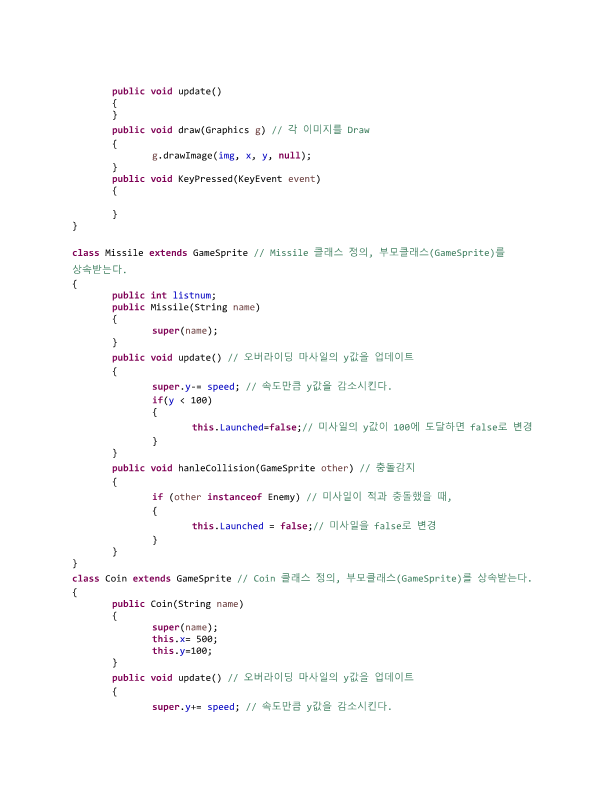 public void update()
{
}
public void draw(Graphics g) // 각 이미지를 Draw
{
g.drawImage(img, x, y, null);
}
public void KeyPressed(KeyEvent event)
{
}
}
class Missile extends GameSprite // Missile 클래스 정의, 부모클래스(GameSprite)를
상속받는다.
{
public int listnum;
public Missile(String name)
{
super(name);
}
public void update() // 오버라이딩 마사일의 y값을 업데이트
{
super.y-= speed; // 속도만큼 y값을 감소시킨다.
if(y < 100)
{
this.Launched=false;// 미사일의 y값이 100에 도달하면 false로 변경
}
}
public void hanleCollision(GameSprite other) // 충돌감지
{
if (other instanceof Enemy) // 미사일이 적과 충돌했을 때,
{
this.Launched = false;// 미사일을 false로 변경
}
}
}
class Coin extends GameSprite // Coin 클래스 정의, 부모클래스(GameSprite)를 상속받는다.
{
public Coin(String name)
{
super(name);
this.x= 500;
this.y=100;
}
public void update() // 오버라이딩 마사일의 y값을 업데이트
{
super.y+= speed; // 속도만큼 y값을 감소시킨다.